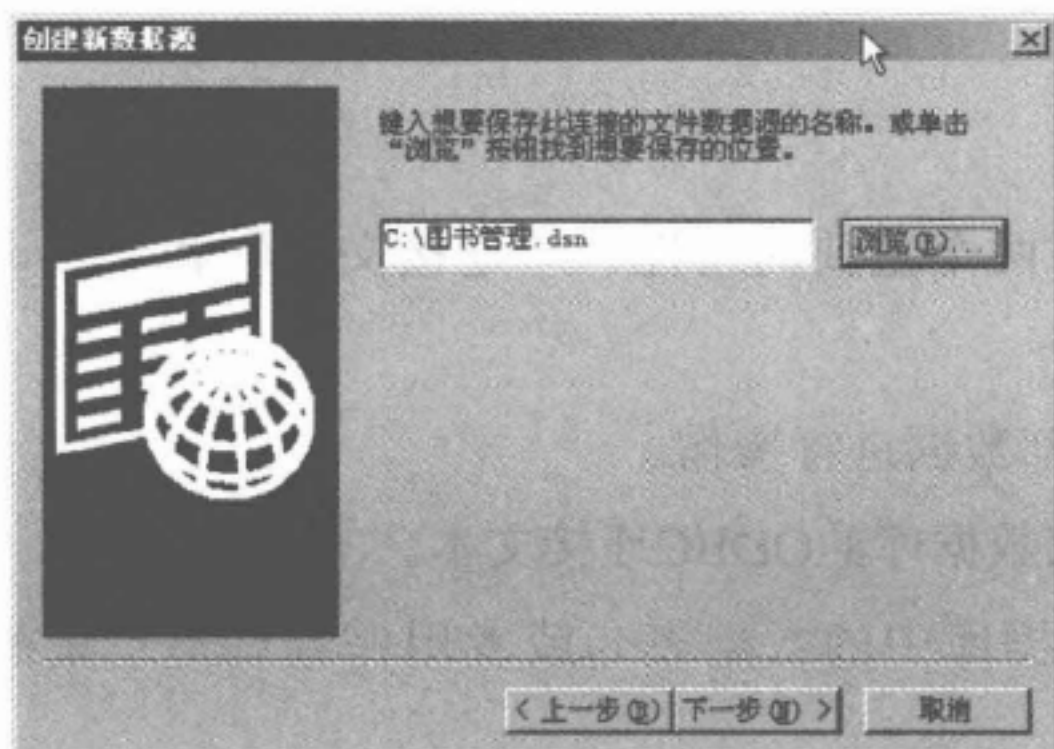 创建新数据源
键入想要保存此连接的文件数据源的名称。或单击
“浏览”按钮找到想要保存的位置。
C:\图书管理.dsn
浏览(R)...
< 上一步(B)
下一步(N) >
取消